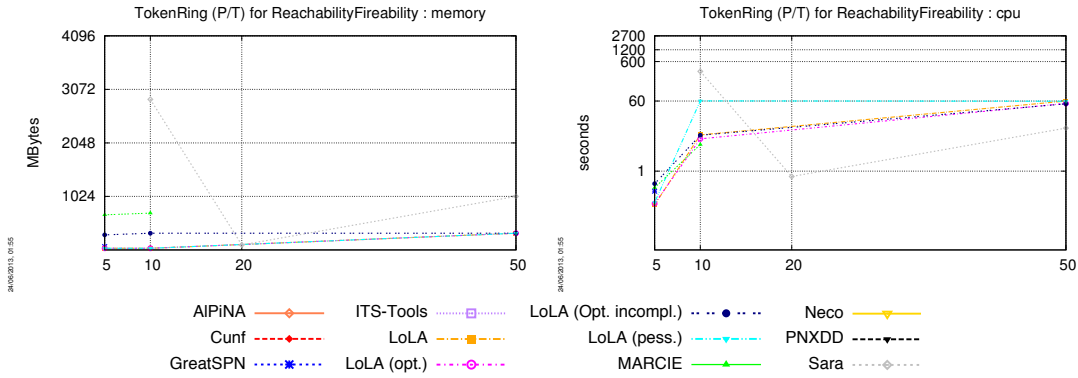 TokenRing (P/T) for ReachabilityFireability : memory
4096
3072
2048
1024
MBytes
5
10
20
50
24/06/2013, 01:55
TokenRing (P/T) for ReachabilityFireability : cpu
2700
1200
600
60
1
seconds
5
10
20
50
24/06/2013, 01:55
AlPiNA
ITS-Tools
LoLA (Opt. incompl.)
Neco
Cunf
LoLA
LoLA (pess.)
PNXDD
GreatSPN
LoLA (opt.)
MARCIE
Sara